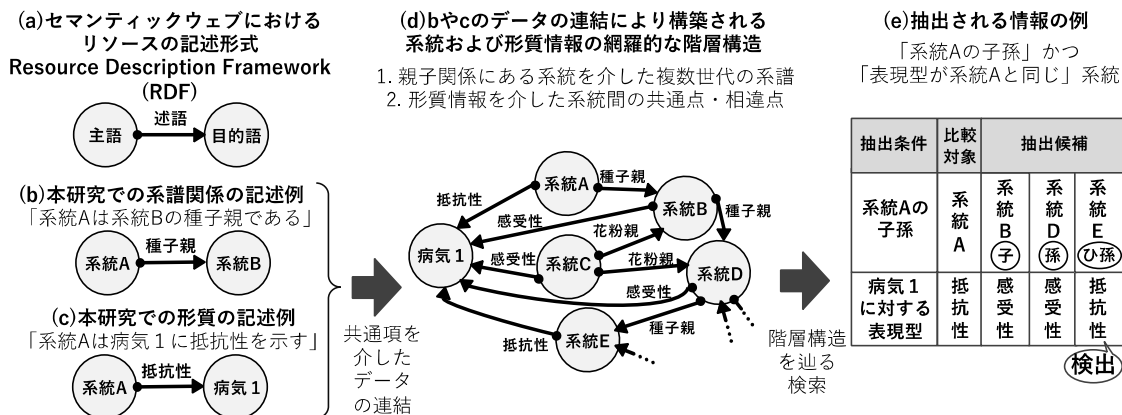 (a)セマンティックウェブにおける
リソースの記述形式
Resource Description Framework
(RDF)
主語
述語
目的語
(b)本研究での系譜関係の記述例
「系統Aは系統Bの種子親である」
系統A
種子親
系統B
(c)本研究での形質の記述例
「系統Aは病気1に抵抗性を示す」
系統A
抵抗性
病気1
共通項を
介した
データ
の連結
(d)bやcのデータの連結により構築される
系統および形質情報の網羅的な階層構造
1. 親子関係にある系統を介した複数世代の系譜
2. 形質情報を介した系統間の共通点・相違点
系統A
種子親
抵抗性
系統B
種子親
感受性
花粉親
病気1
感受性
系統C
花粉親
系統D
感受性
種子親
抵抗性
系統E
階層構造
を辿る
検索
(e)抽出される情報の例
「系統Aの子孫」かつ
「表現型が系統Aと同じ」系統
抽出条件
比較
対象
抽出候補
系統Aの
子孫
系統A
系統B
子
系統D
孫
系統E
ひ孫
病気1
に対する
表現型
抵抗性
感受性
感受性
抵抗性
検出